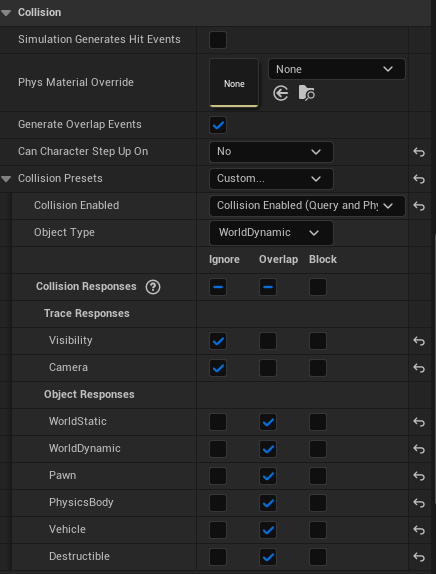 Collision
Simulation Generates Hit Events
Phys Material Override
None
None
Generate Overlap Events
Can Character Step Up On
No
Collision Presets
Custom...
Collision Enabled
Collision Enabled (Query and Phy
Object Type
WorldDynamic
Ignore Overlap Block
Collision Responses ?
Trace Responses
Visibility
Camera
Object Responses
WorldStatic
WorldDynamic
Pawn
PhysicsBody
Vehicle
Destructible